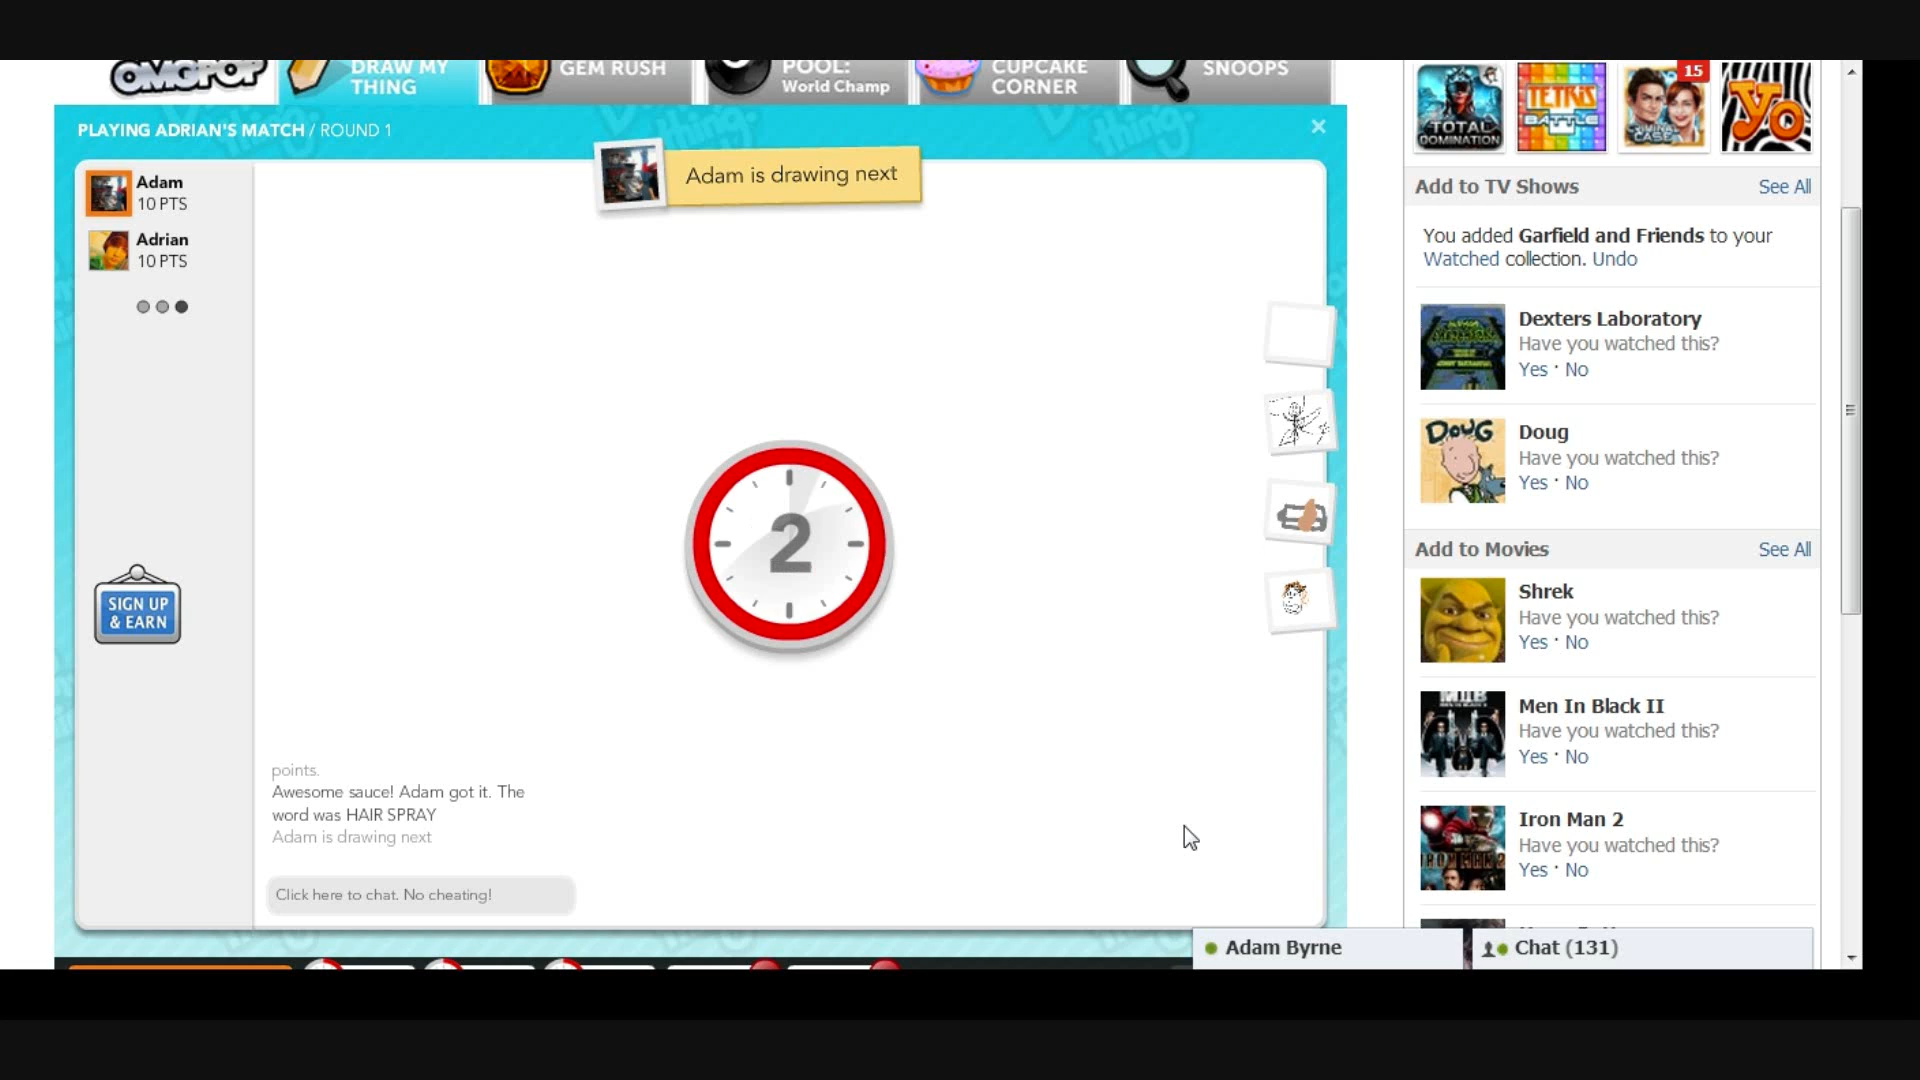 OMGPOP
DRAW MY
THING
GEM RUSH
POOL:
World Champ
CUPCAKE
CORNER
SNOOPS
PLAYING ADRIAN'S MATCH / ROUND 1
Adam is drawing next
Adam
10 PTS
Adrian
10 PTS
SIGN UP
& EARN
2
points.
Awesome sauce! Adam got it. The
word was HAIR SPRAY
Adam is drawing next
Click here to chat. No cheating!
TOTAL
DOMINATION
TETRIS
BATTLE
15
CASE
Yo
Add to TV Shows
See All
You added Garfield and Friends to your
Watched collection. Undo
Dexters Laboratory
Have you watched this?
Yes · No
DOUG
Doug
Have you watched this?
Yes · No
Add to Movies
See All
Shrek
Have you watched this?
Yes · No
MIIB
Men In Black II
Have you watched this?
Yes · No
IRON MAN 2
Iron Man 2
Have you watched this?
Yes · No
Adam Byrne
Chat (131)